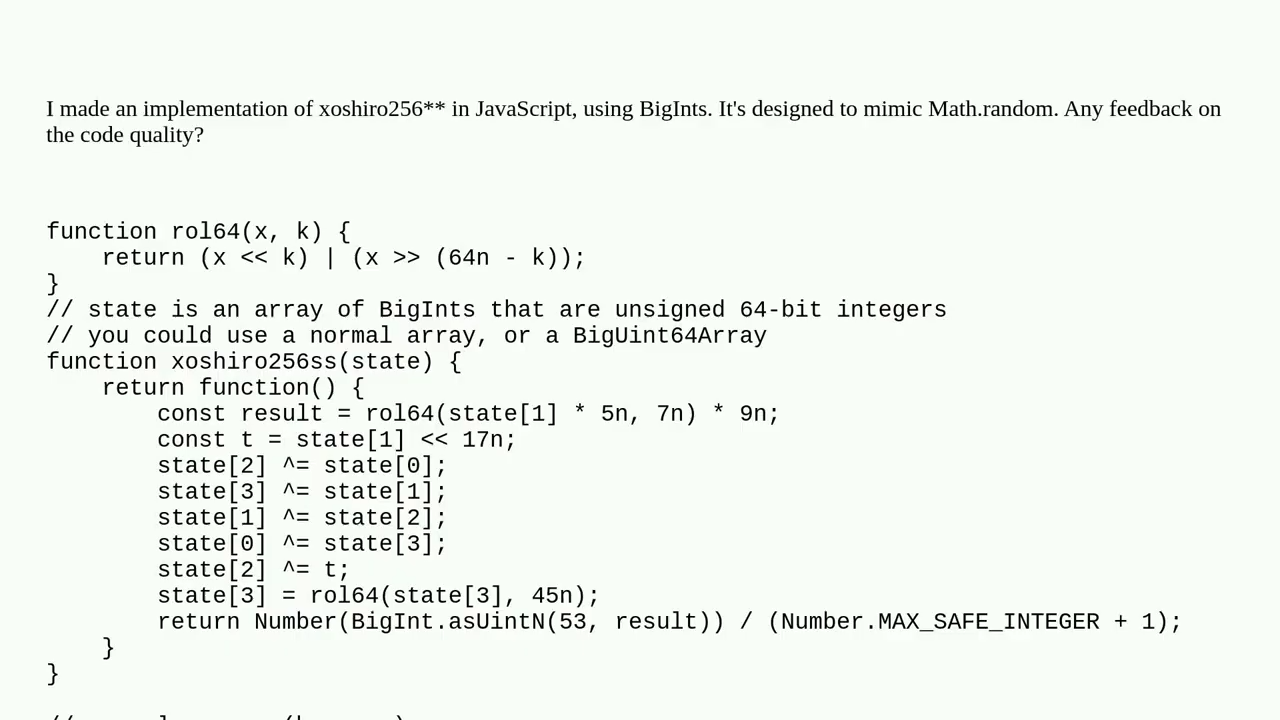 I made an implementation of xoshiro256** in JavaScript, using BigInts. It's designed to mimic Math.random. Any feedback on
the code quality?
function rol64(x, k) {
    return (x << k) | (x >> (64n - k));
}
// state is an array of BigInts that are unsigned 64-bit integers
// you could use a normal array, or a BigUint64Array
function xoshiro256ss(state) {
    return function() {
        const result = rol64(state[1] * 5n, 7n) * 9n;
        const t = state[1] << 17n;
        state[2] ^= state[0];
        state[3] ^= state[1];
        state[1] ^= state[2];
        state[0] ^= state[3];
        state[2] ^= t;
        state[3] = rol64(state[3], 45n);
        return Number(BigInt.asUintN(53, result)) / (Number.MAX_SAFE_INTEGER + 1);
    }
}